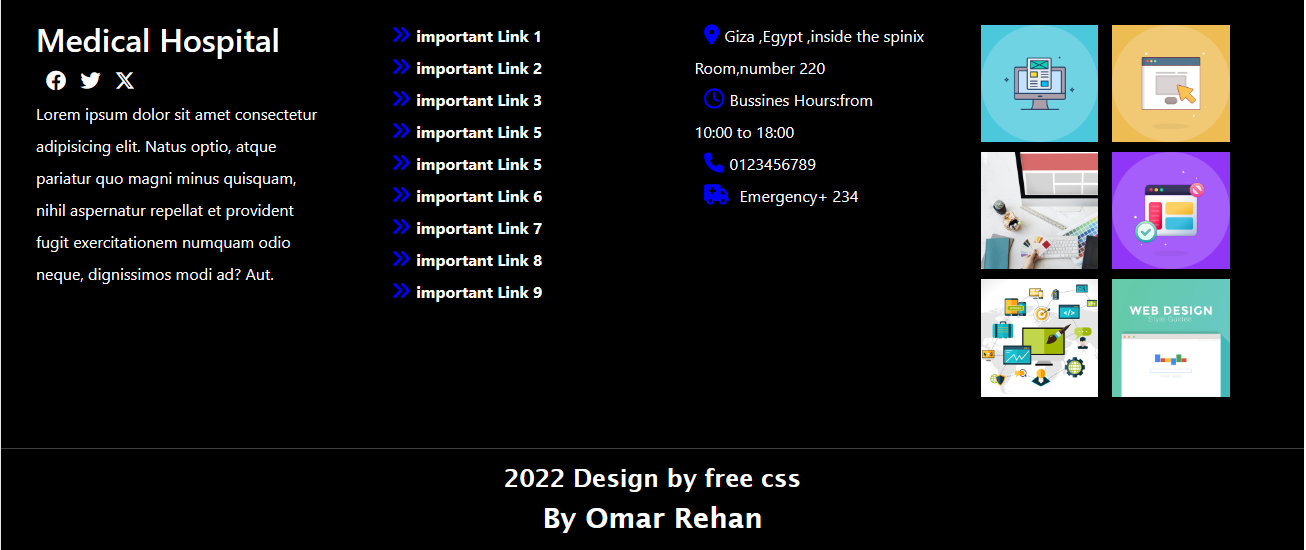 Medical Hospital
Lorem ipsum dolor sit amet consectetur
adipisicing elit. Natus optio, atque
pariatur quo magni minus quisquam,
nihil aspernatur repellat et provident
fugit exercitationem numquam odio
neque, dignissimos modi ad? Aut.
important Link 1
important Link 2
important Link 3
important Link 5
important Link 5
important Link 6
important Link 7
important Link 8
important Link 9
Giza ,Egypt ,inside the spinix
Room,number 220
Bussines Hours:from
10:00 to 18:00
0123456789
Emergency+ 234
WEB DESIGN
Style Guides
2022 Design by free css
By Omar Rehan